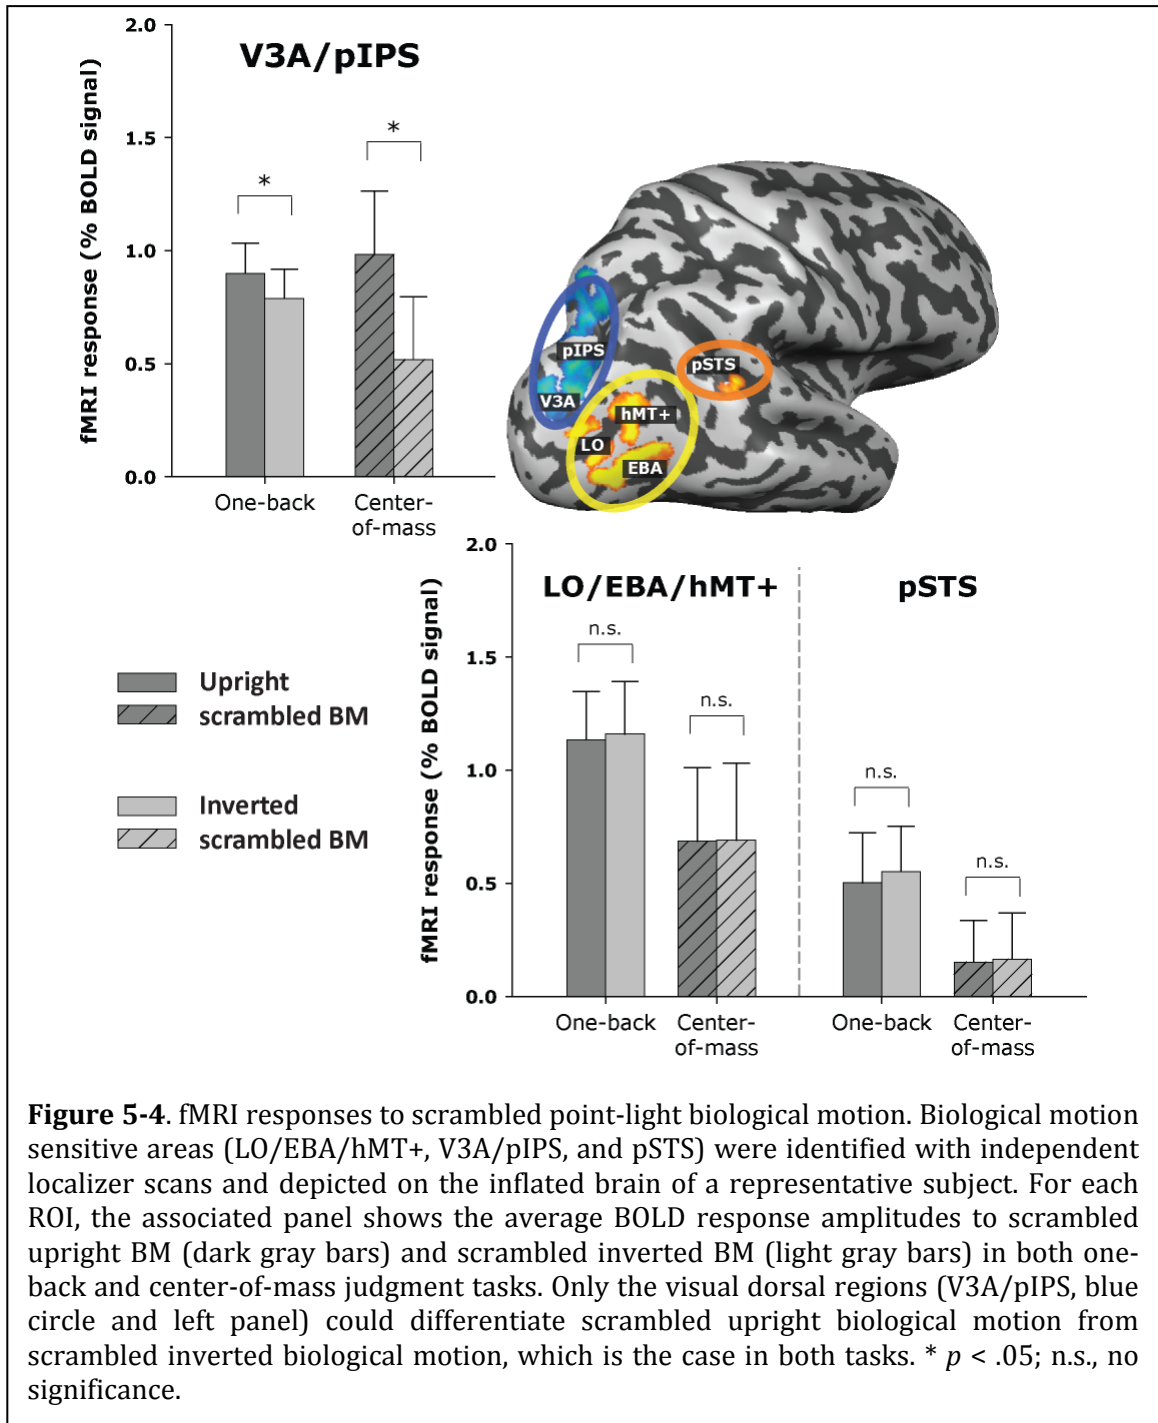 V3A/pIPS
fMRI response (% BOLD signal)
2.0
1.5
1.0
0.5
0.0
*
*
One-back
Center-
of-mass
pIPS
V3A
pSTS
hMT+
LO
EBA
Upright
scrambled BM
Inverted
scrambled BM
LO/EBA/hMT+
pSTS
fMRI response (% BOLD signal)
2.0
1.5
1.0
0.5
0.0
n.s.
n.s.
n.s.
n.s.
One-back
Center-
of-mass
One-back
Center-
of-mass
Figure 5-4. fMRI responses to scrambled point-light biological motion. Biological motion
sensitive areas (LO/EBA/hMT+, V3A/pIPS, and pSTS) were identified with independent
localizer scans and depicted on the inflated brain of a representative subject. For each
ROI, the associated panel shows the average BOLD response amplitudes to scrambled
upright BM (dark gray bars) and scrambled inverted BM (light gray bars) in both one-
back and center-of-mass judgment tasks. Only the visual dorsal regions (V3A/pIPS, blue
circle and left panel) could differentiate scrambled upright biological motion from
scrambled inverted biological motion, which is the case in both tasks. * p < .05; n.s., no
significance.